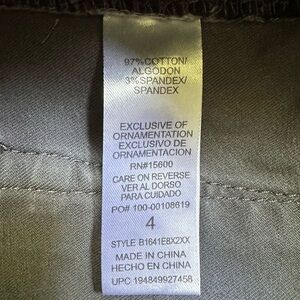 97%COTTON/
ALGODON
3%SPANDEX/
SPANDEX
EXCLUSIVE OF
ORNAMENTATION
EXCLUSIVO DE
ORNAMENTACION
RN#15600
CARE ON REVERSE
VER AL DORSO
PARA CUIDADO
PO# 100-00108619
4
STYLE B1641E8X2XX
MADE IN CHINA
HECHO EN CHINA
UPC 194849927458